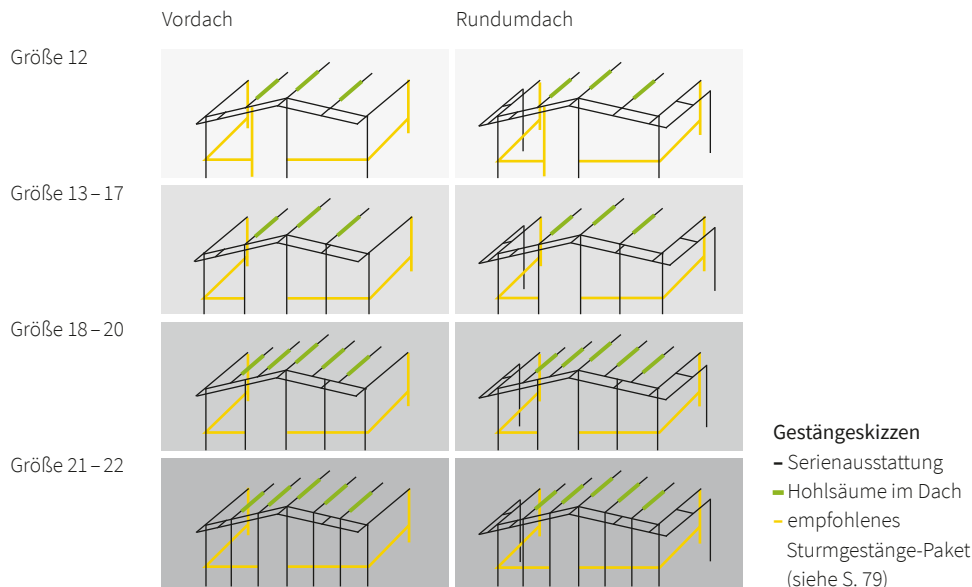 Vordach
Rundumdach
Größe 12
Größe 13 – 17
Größe 18 – 20
Größe 21 – 22
Gestängeskizzen
– Serienausstattung
Hohlsäume im Dach
– empfohlenes
Sturmgestänge-Paket
(siehe S. 79)